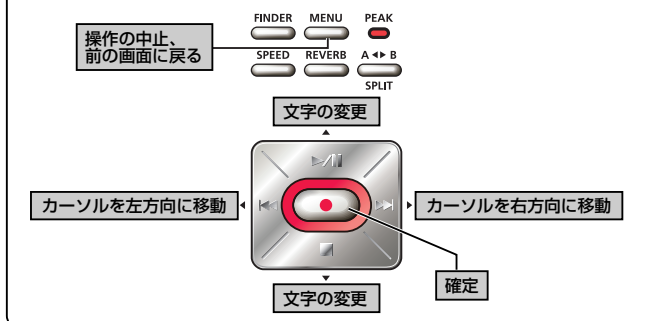 FINDER MENU PEAK
操作の中止、
前の画面に戻る
SPEED REVERB A◂▸B
SPLIT
文字の変更
カーソルを左方向に移動
カーソルを右方向に移動
確定
文字の変更